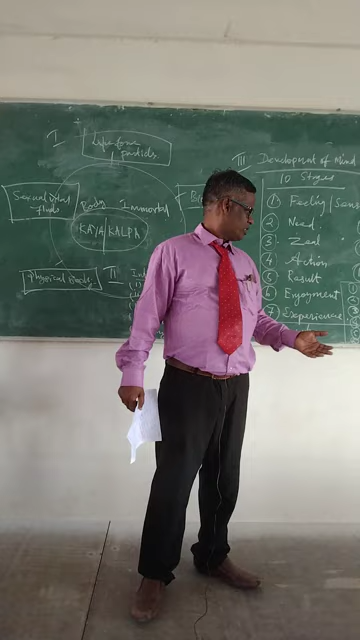 I
Life force
particles
Sexual vital
fluid
Body Immortal
KAYA KALPA
Physical Body
II
III Development of Mind
10 Stages
① Feeling/Sens
② Need
③ Zeal
④ Action
⑤ Result
⑥ Enjoyment
⑦ Experience